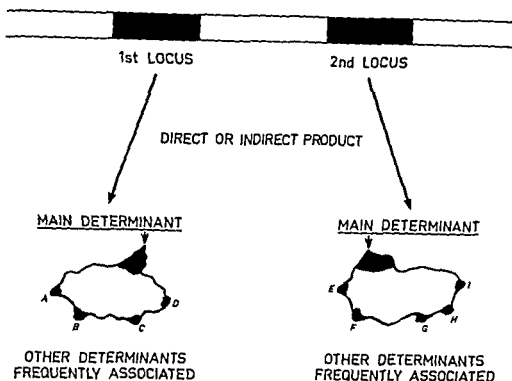 1st LOCUS
2nd LOCUS
DIRECT OR INDIRECT PRODUCT
MAIN DETERMINANT
MAIN DETERMINANT
A
B
C
D
E
F
G
H
I
OTHER DETERMINANTS
FREQUENTLY ASSOCIATED
OTHER DETERMINANTS
FREQUENTLY ASSOCIATED